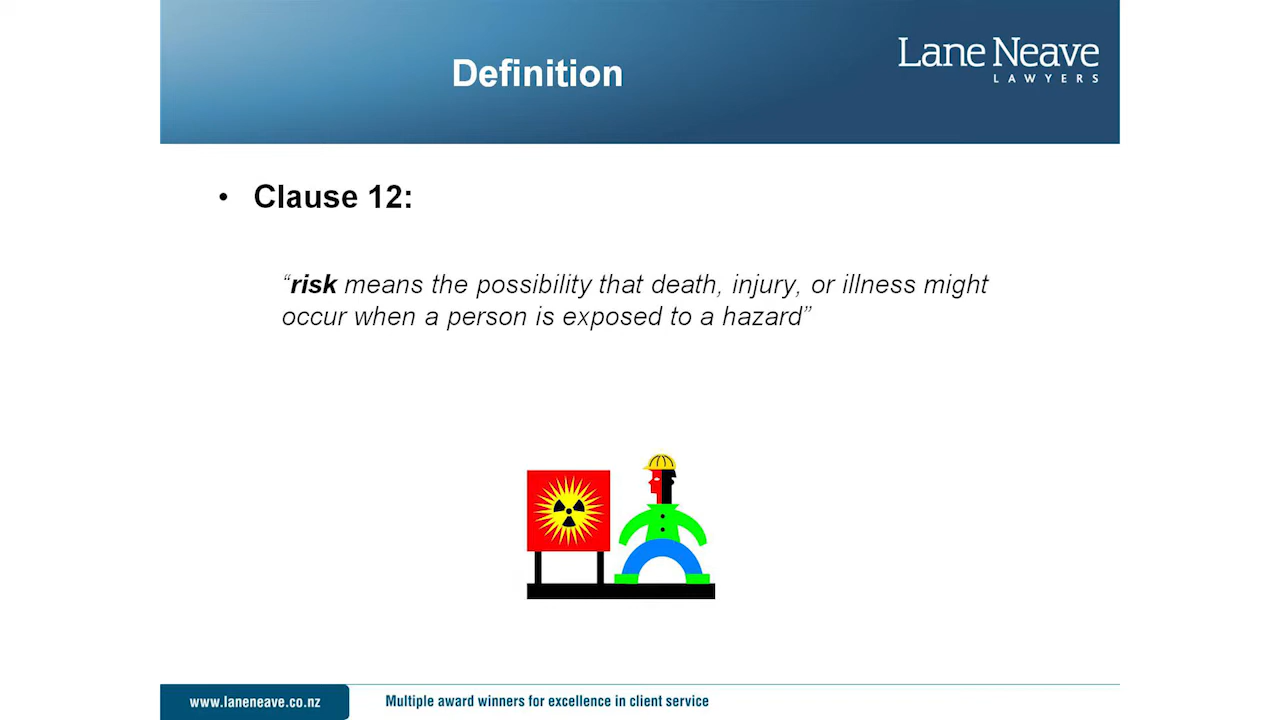 Definition
Lane Neave
LAWYERS
• Clause 12:
“risk means the possibility that death, injury, or illness might
occur when a person is exposed to a hazard”
www.laneneave.co.nz
Multiple award winners for excellence in client service